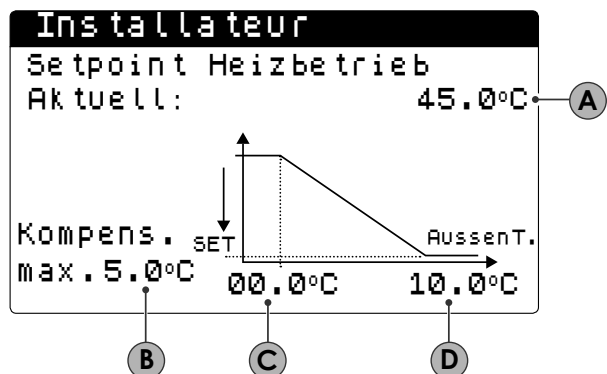 Installateur
Setpoint Heizbetrieb
Aktuell: 45.0°C A
Kompens. SET AussenT.
max.5.0°C 00.0°C 10.0°C
B C D